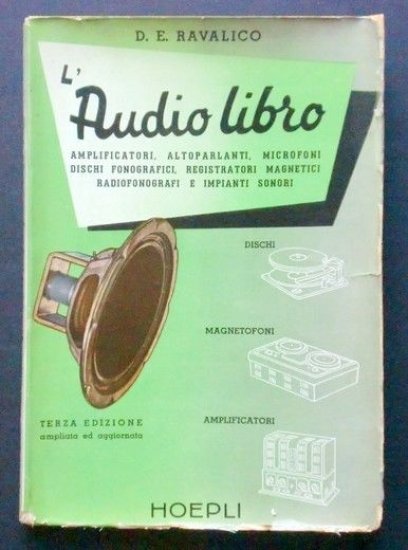 D. E. RAVALICO
L'Audio libro
AMPLIFICATORI, ALTOPARLANTI, MICROFONI
DISCHI FONOGRAFICI, REGISTRATORI MAGNETICI
RADIOFONOGRAFI E IMPIANTI SONORI
DISCHI
MAGNETOFONI
TERZA EDIZIONE
ampliata ed aggiornata
AMPLIFICATORI
HOEPLI